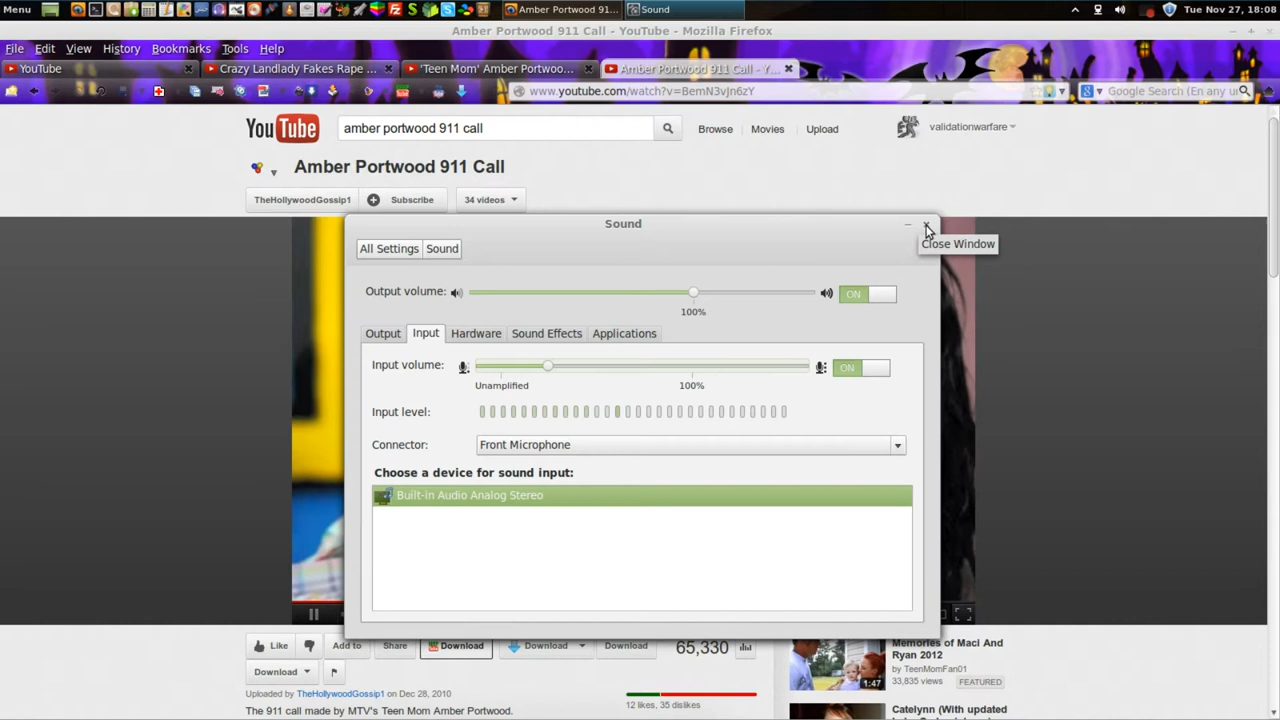 Menu
Amber Portwood 91...
Sound
Tue Nov 27, 18:08
Amber Portwood 911 Call - YouTube - Mozilla Firefox
File Edit View History Bookmarks Tools Help
YouTube
Crazy Landlady Fakes Rape ...
'Teen Mom' Amber Portwoo...
Amber Portwood 911 Call - Y...
www.youtube.com/watch?v=BemN3vJn6zY
Google Search (En any ur
YouTube
amber portwood 911 call
Browse Movies Upload
validationwarfare
Amber Portwood 911 Call
TheHollywoodGossip1
Subscribe
34 videos
Sound
Close Window
All Settings Sound
Output volume:
ON
100%
Output Input Hardware Sound Effects Applications
Input volume:
ON
Unamplified 100%
Input level:
Connector:
Front Microphone
Choose a device for sound input:
Built-in Audio Analog Stereo
Like
Add to
Share
Download
Download
Download
65,330
Download
Uploaded by TheHollywoodGossip1 on Dec 28, 2010
12 likes, 35 dislikes
The 911 call made by MTV's Teen Mom Amber Portwood.
Memories of Maci And
Ryan 2012
by TeenMomFan01
33,835 views FEATURED
1:47
Catelynn (With updated